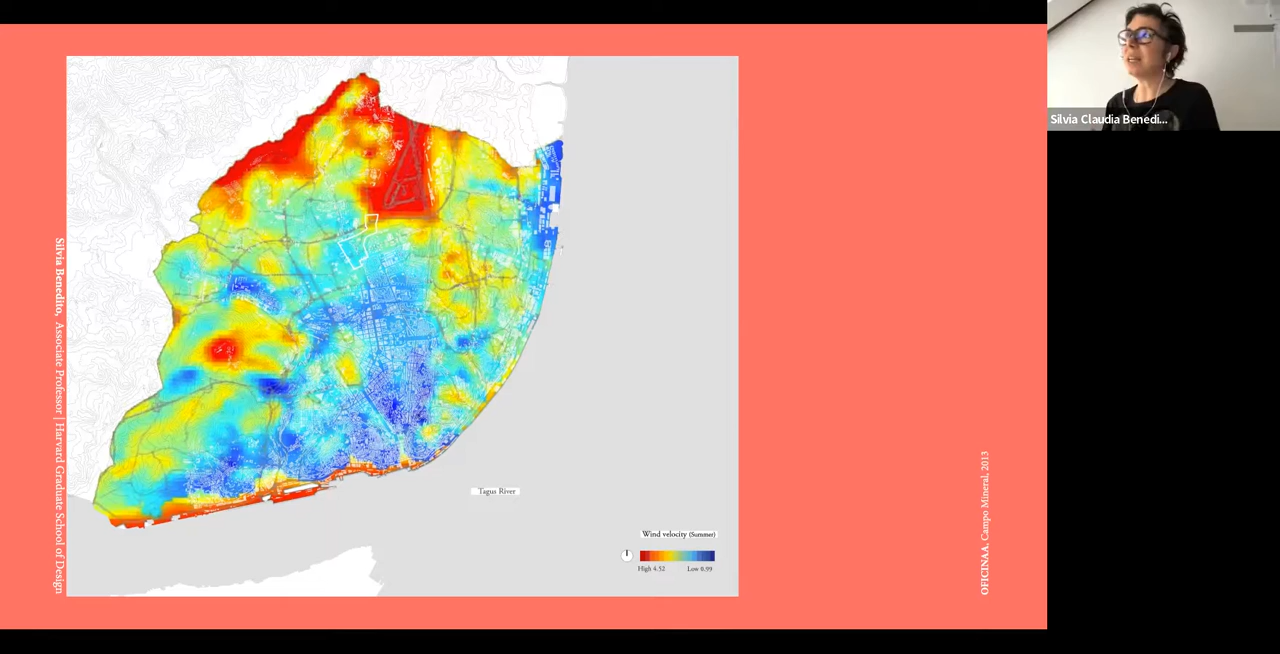 Silvia Benedito, Associate Professor | Harvard Graduate School of Design
Tagus River
Wind velocity (Summer)
High 4.52 Low 0.99
OFICINAA. Campo Mineral, 2013
Silvia Claudia Benedi...